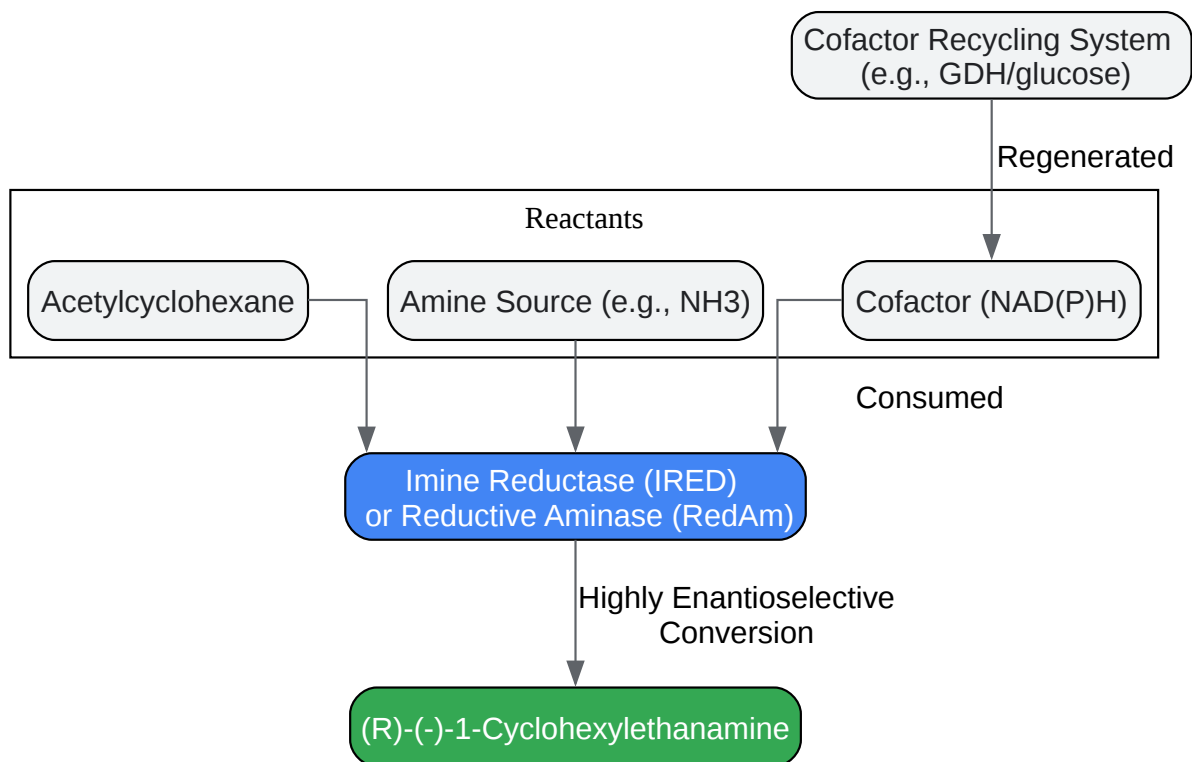 Cofactor Recycling System
(e.g., GDH/glucose)
Regenerated
Reactants
Acetylcyclohexane
Amine Source (e.g., NH3)
Cofactor (NAD(P)H)
Consumed
Imine Reductase (IRED)
or Reductive Aminase (RedAm)
Highly Enantioselective
Conversion
(R)-(-)-1-Cyclohexylethanamine